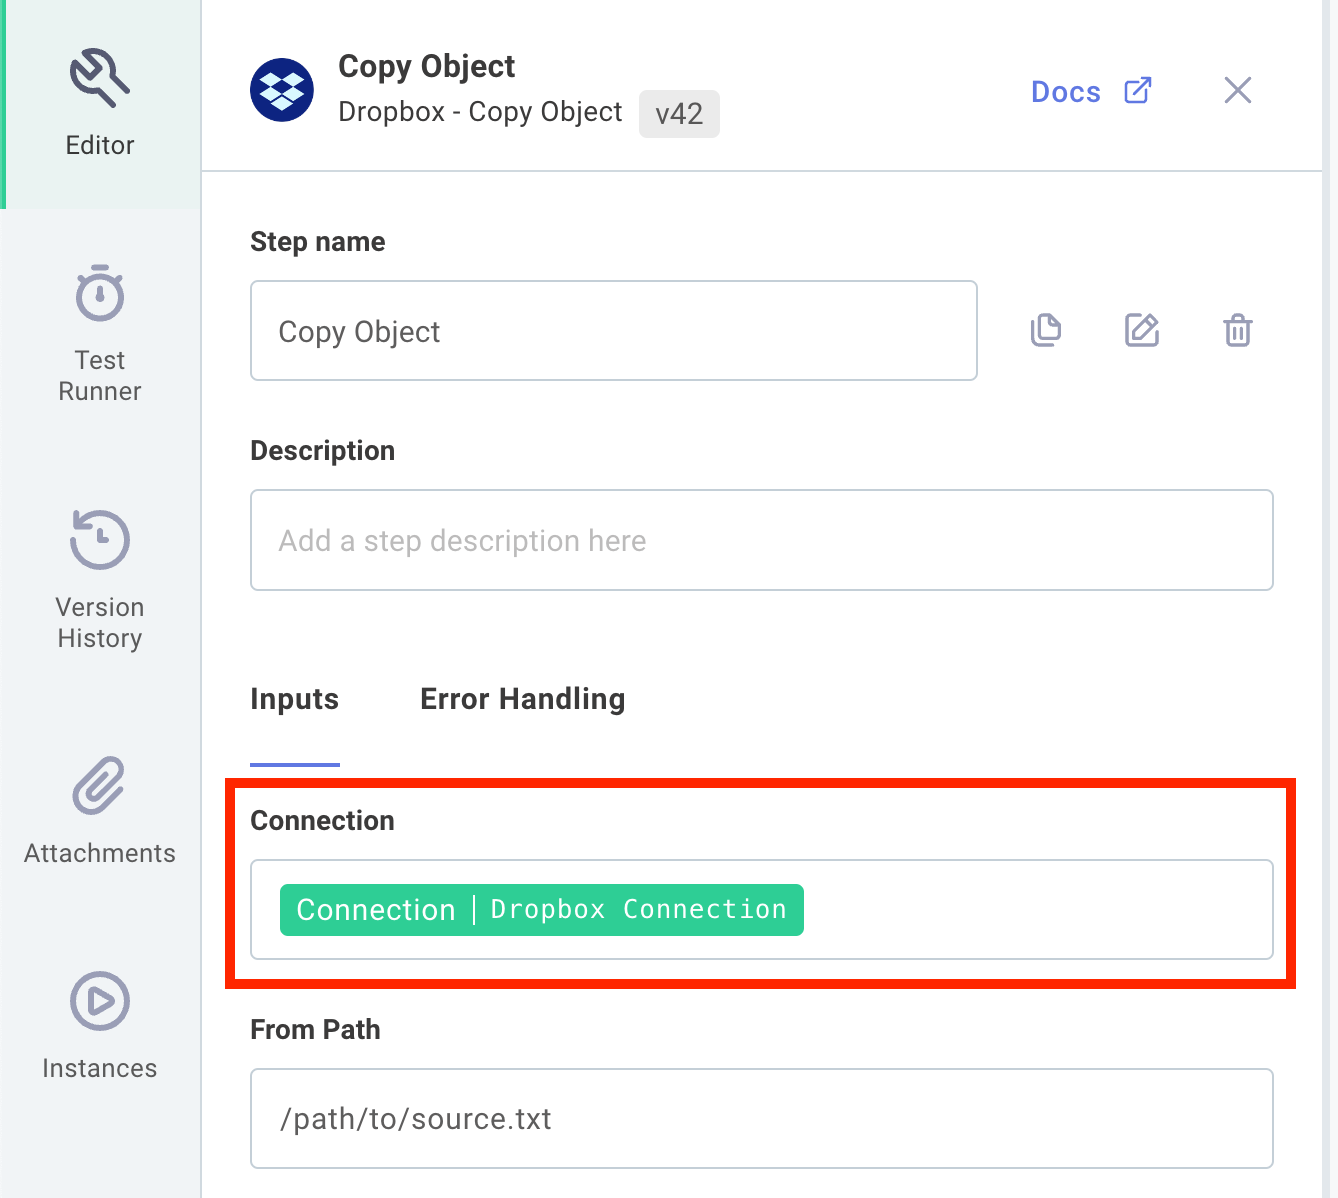 Editor
Test
Runner
Version
History
Attachments
Instances
Copy Object
Dropbox - Copy Object v42
Docs
Step name
Copy Object
Description
Add a step description here
Inputs Error Handling
Connection
Connection | Dropbox Connection
From Path
/path/to/source.txt